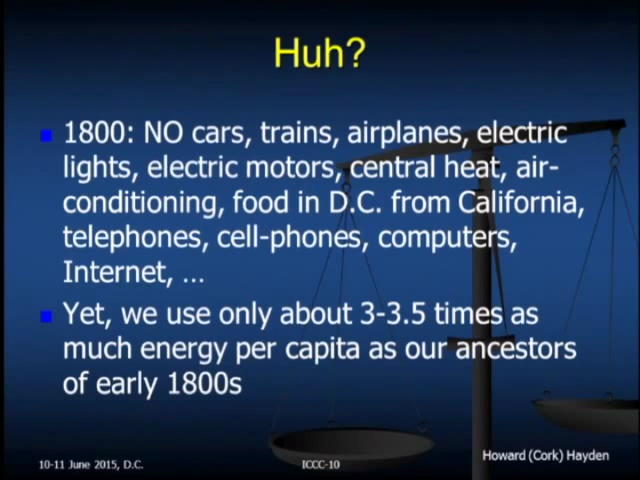 Huh?
1800: NO cars, trains, airplanes, electric
lights, electric motors, central heat, air-
conditioning, food in D.C. from California,
telephones, cell-phones, computers,
Internet, …
Yet, we use only about 3-3.5 times as
much energy per capita as our ancestors
of early 1800s
10-11 June 2015, D.C.
ICCC-10
Howard (Cork) Hayden